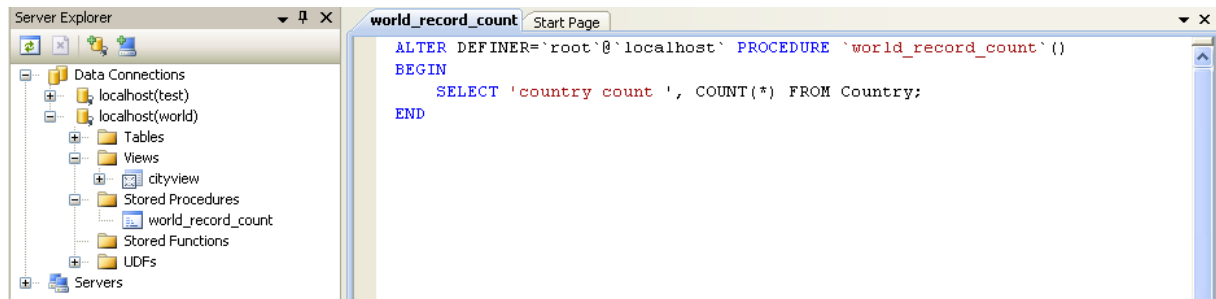 Server Explorer
Data Connections
localhost(test)
localhost(world)
Tables
Views
cityview
Stored Procedures
world_record_count
Stored Functions
UDFs
Servers
world_record_count Start Page
ALTER DEFINER=`root`@`localhost` PROCEDURE `world_record_count`()
BEGIN
    SELECT 'country count ', COUNT(*) FROM Country;
END